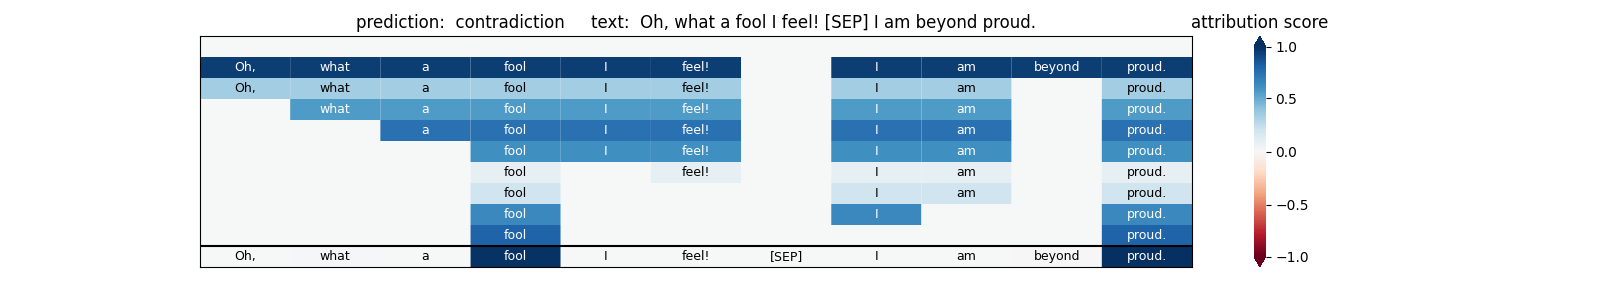 prediction:  contradiction     text:  Oh, what a fool I feel! [SEP] I am beyond proud.
attribution score
Oh, what a fool I feel! I am beyond proud.
Oh, what a fool I feel! I am proud.
what a fool I feel! I am proud.
a fool I feel! I am proud.
fool I feel! I am proud.
fool feel! I am proud.
fool I am proud.
fool I proud.
fool proud.
Oh, what a fool I feel! [SEP] I am beyond proud.
1.0
0.5
0.0
−0.5
−1.0